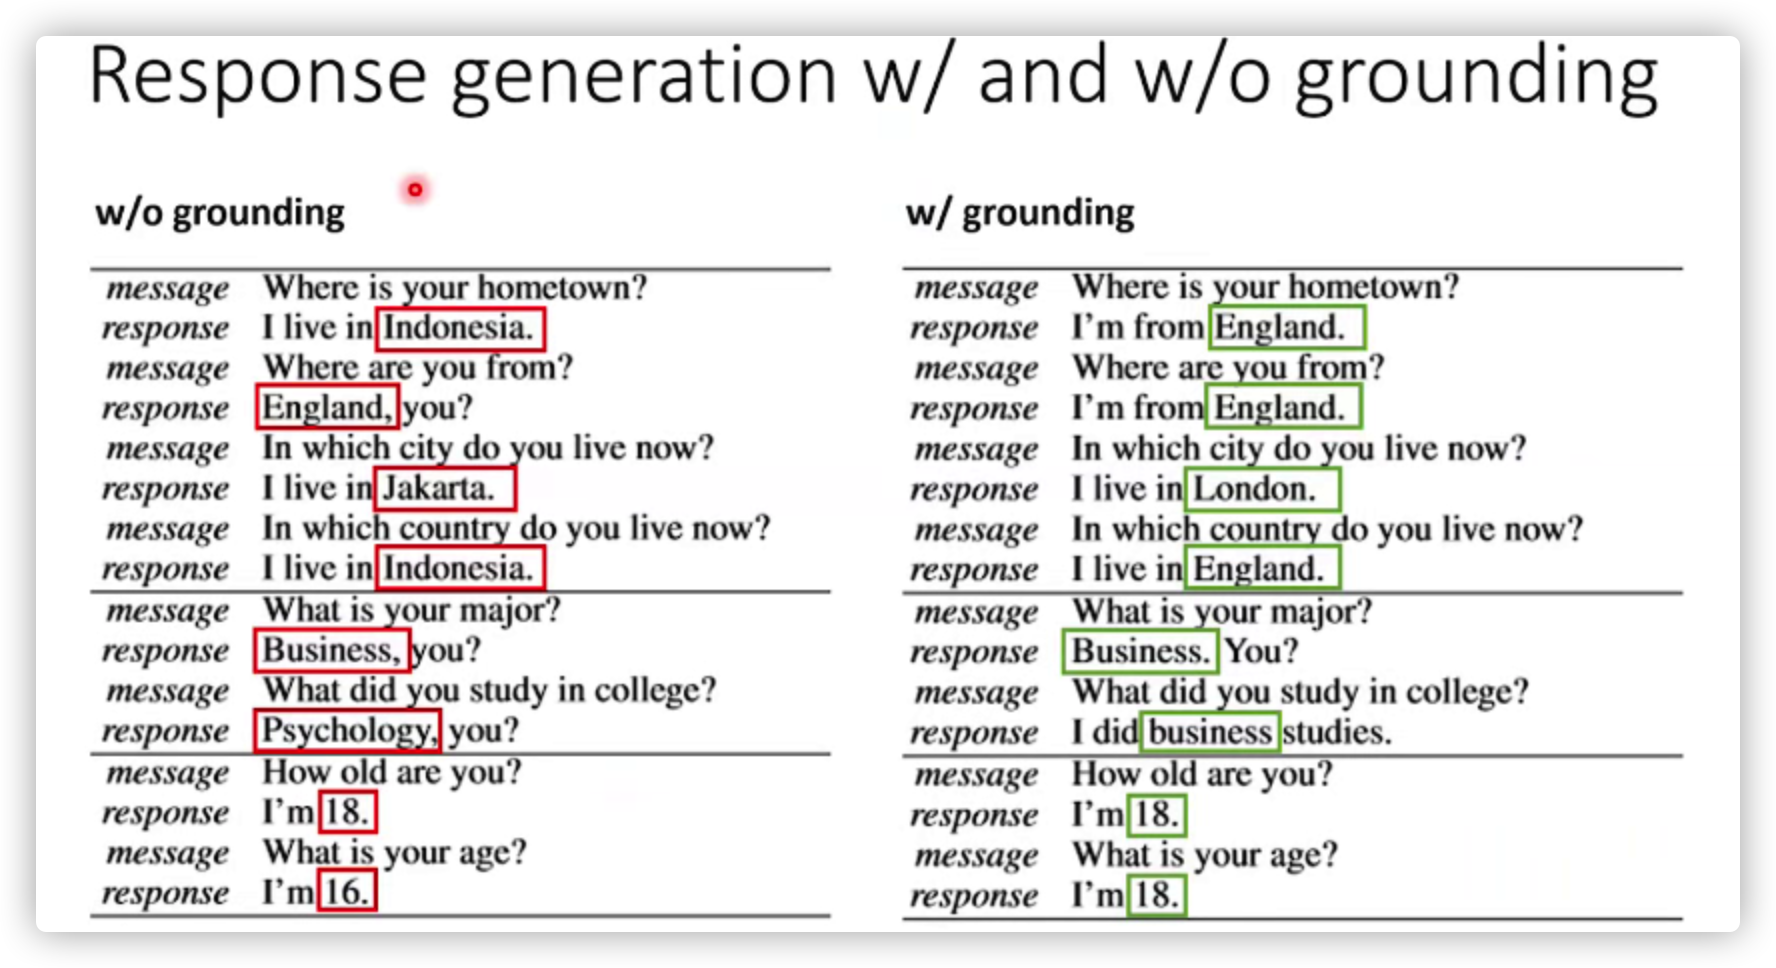 Response generation w/ and w/o grounding
w/o grounding
message Where is your hometown?
response I live in Indonesia.
message Where are you from?
response England, you?
message In which city do you live now?
response I live in Jakarta.
message In which country do you live now?
response I live in Indonesia.
message What is your major?
response Business, you?
message What did you study in college?
response Psychology, you?
message How old are you?
response I'm 18.
message What is your age?
response I'm 16.
w/ grounding
message Where is your hometown?
response I'm from England.
message Where are you from?
response I'm from England.
message In which city do you live now?
response I live in London.
message In which country do you live now?
response I live in England.
message What is your major?
response Business. You?
message What did you study in college?
response I did business studies.
message How old are you?
response I'm 18.
message What is your age?
response I'm 18.